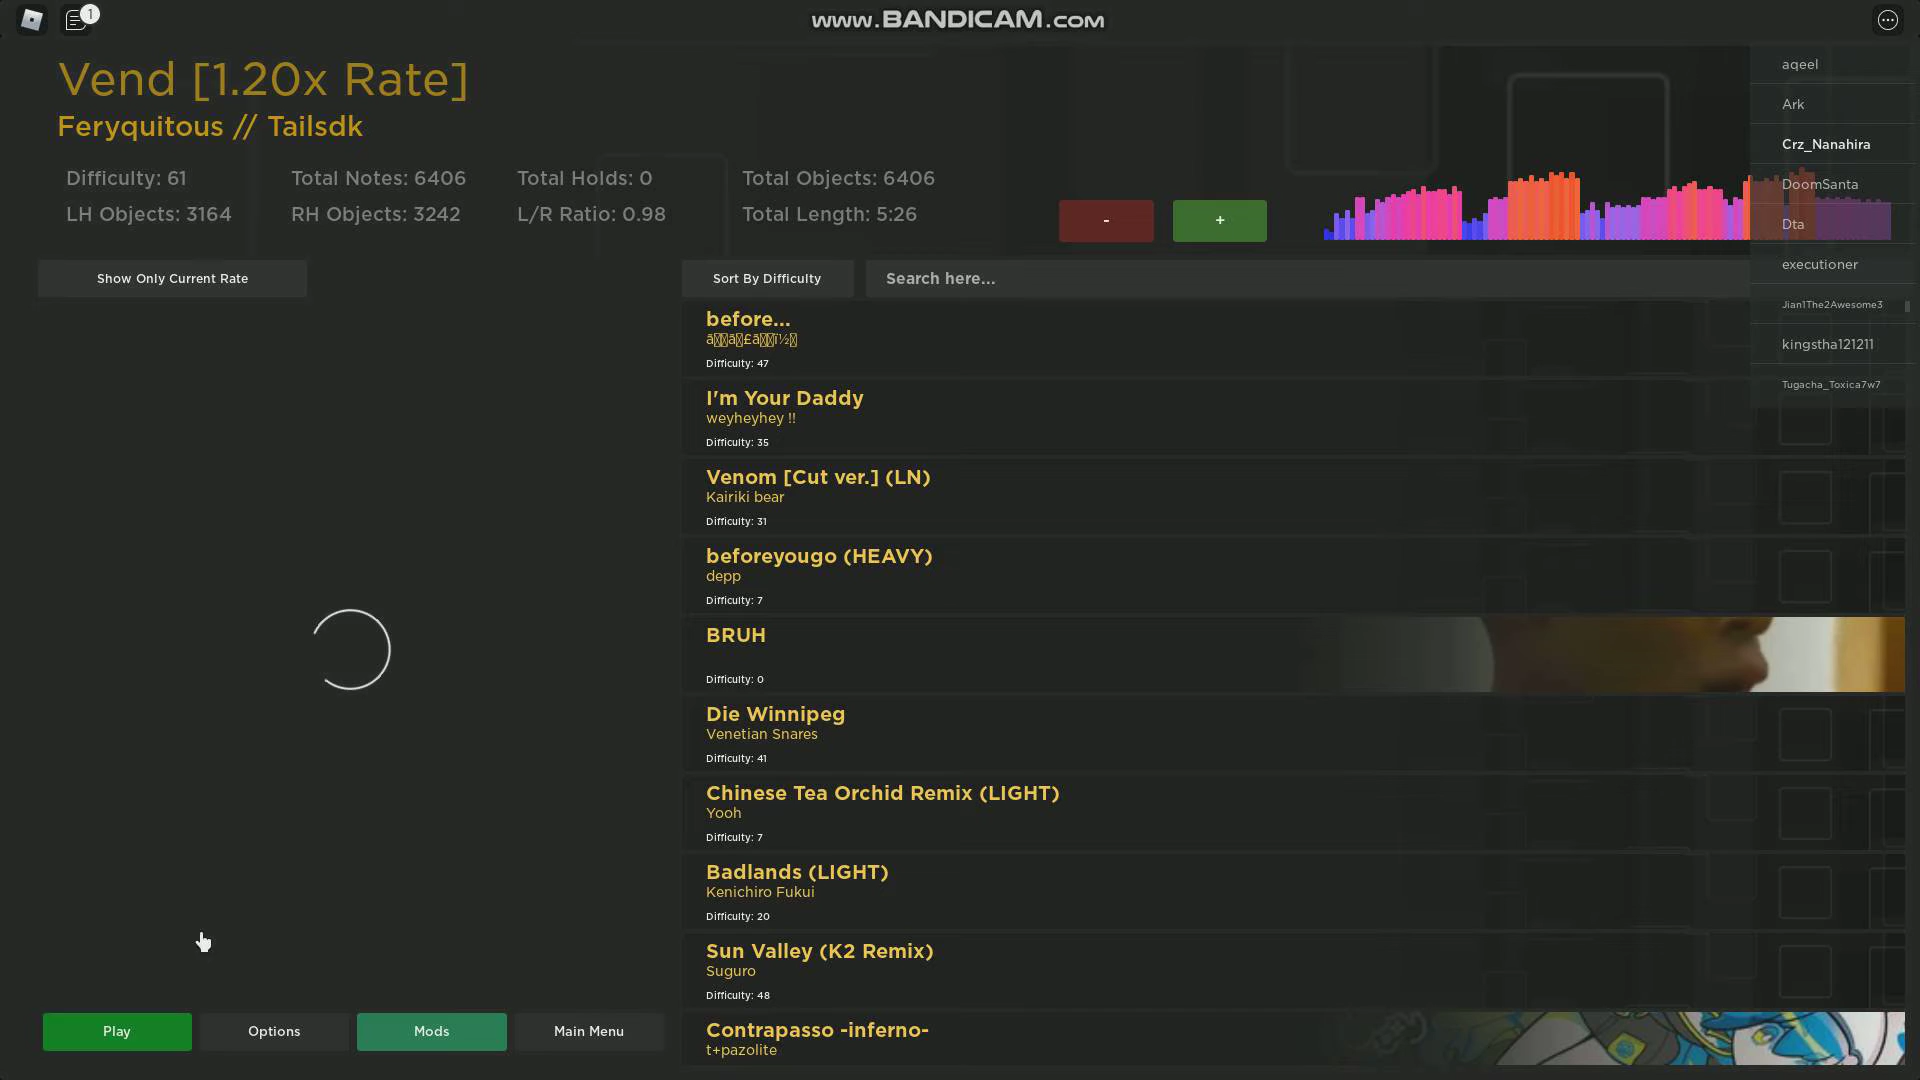 1
www.BANDICAM.com
Vend [1.20x Rate]
Feryquitous // Tailsdk
Difficulty: 61
Total Notes: 6406
Total Holds: 0
Total Objects: 6406
LH Objects: 3164
RH Objects: 3242
L/R Ratio: 0.98
Total Length: 5:26
-
+
aqeel
Ark
Crz_Nanahira
DoomSanta
Dta
executioner
Jian1The2Awesome3
kingstha121211
Tugacha_Toxica7w7
Show Only Current Rate
Sort By Difficulty
Search here...
before...
Difficulty: 47
I'm Your Daddy
weyheyhey !!
Difficulty: 35
Venom [Cut ver.] (LN)
Kairiki bear
Difficulty: 31
beforeyougo (HEAVY)
depp
Difficulty: 7
BRUH
Difficulty: 0
Die Winnipeg
Venetian Snares
Difficulty: 41
Chinese Tea Orchid Remix (LIGHT)
Yooh
Difficulty: 7
Badlands (LIGHT)
Kenichiro Fukui
Difficulty: 20
Sun Valley (K2 Remix)
Suguro
Difficulty: 48
Contrapasso -inferno-
t+pazolite
Play
Options
Mods
Main Menu